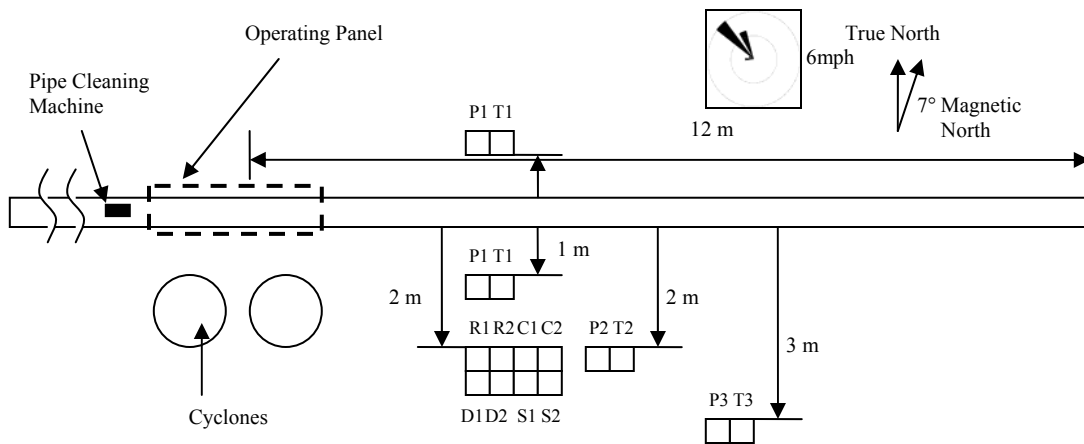 Operating Panel
True North
Pipe Cleaning
Machine
6mph
7° Magnetic
North
P1 T1
12 m
P1 T1
1 m
2 m
2 m
R1 R2 C1 C2
P2 T2
3 m
D1 D2 S1 S2
Cyclones
P3 T3